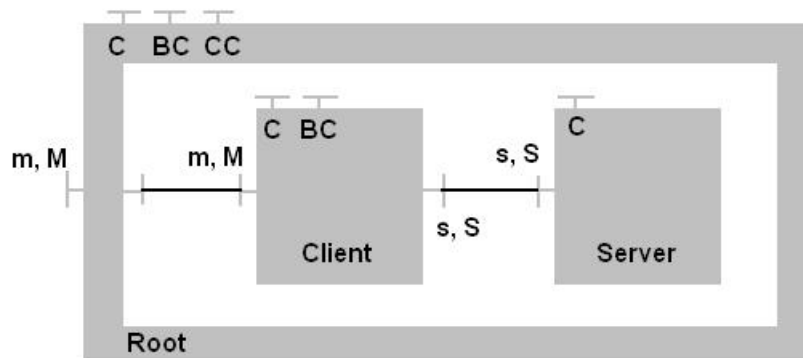 C BC CC
C BC
C
m, M
m, M
s, S
s, S
Client
Server
Root